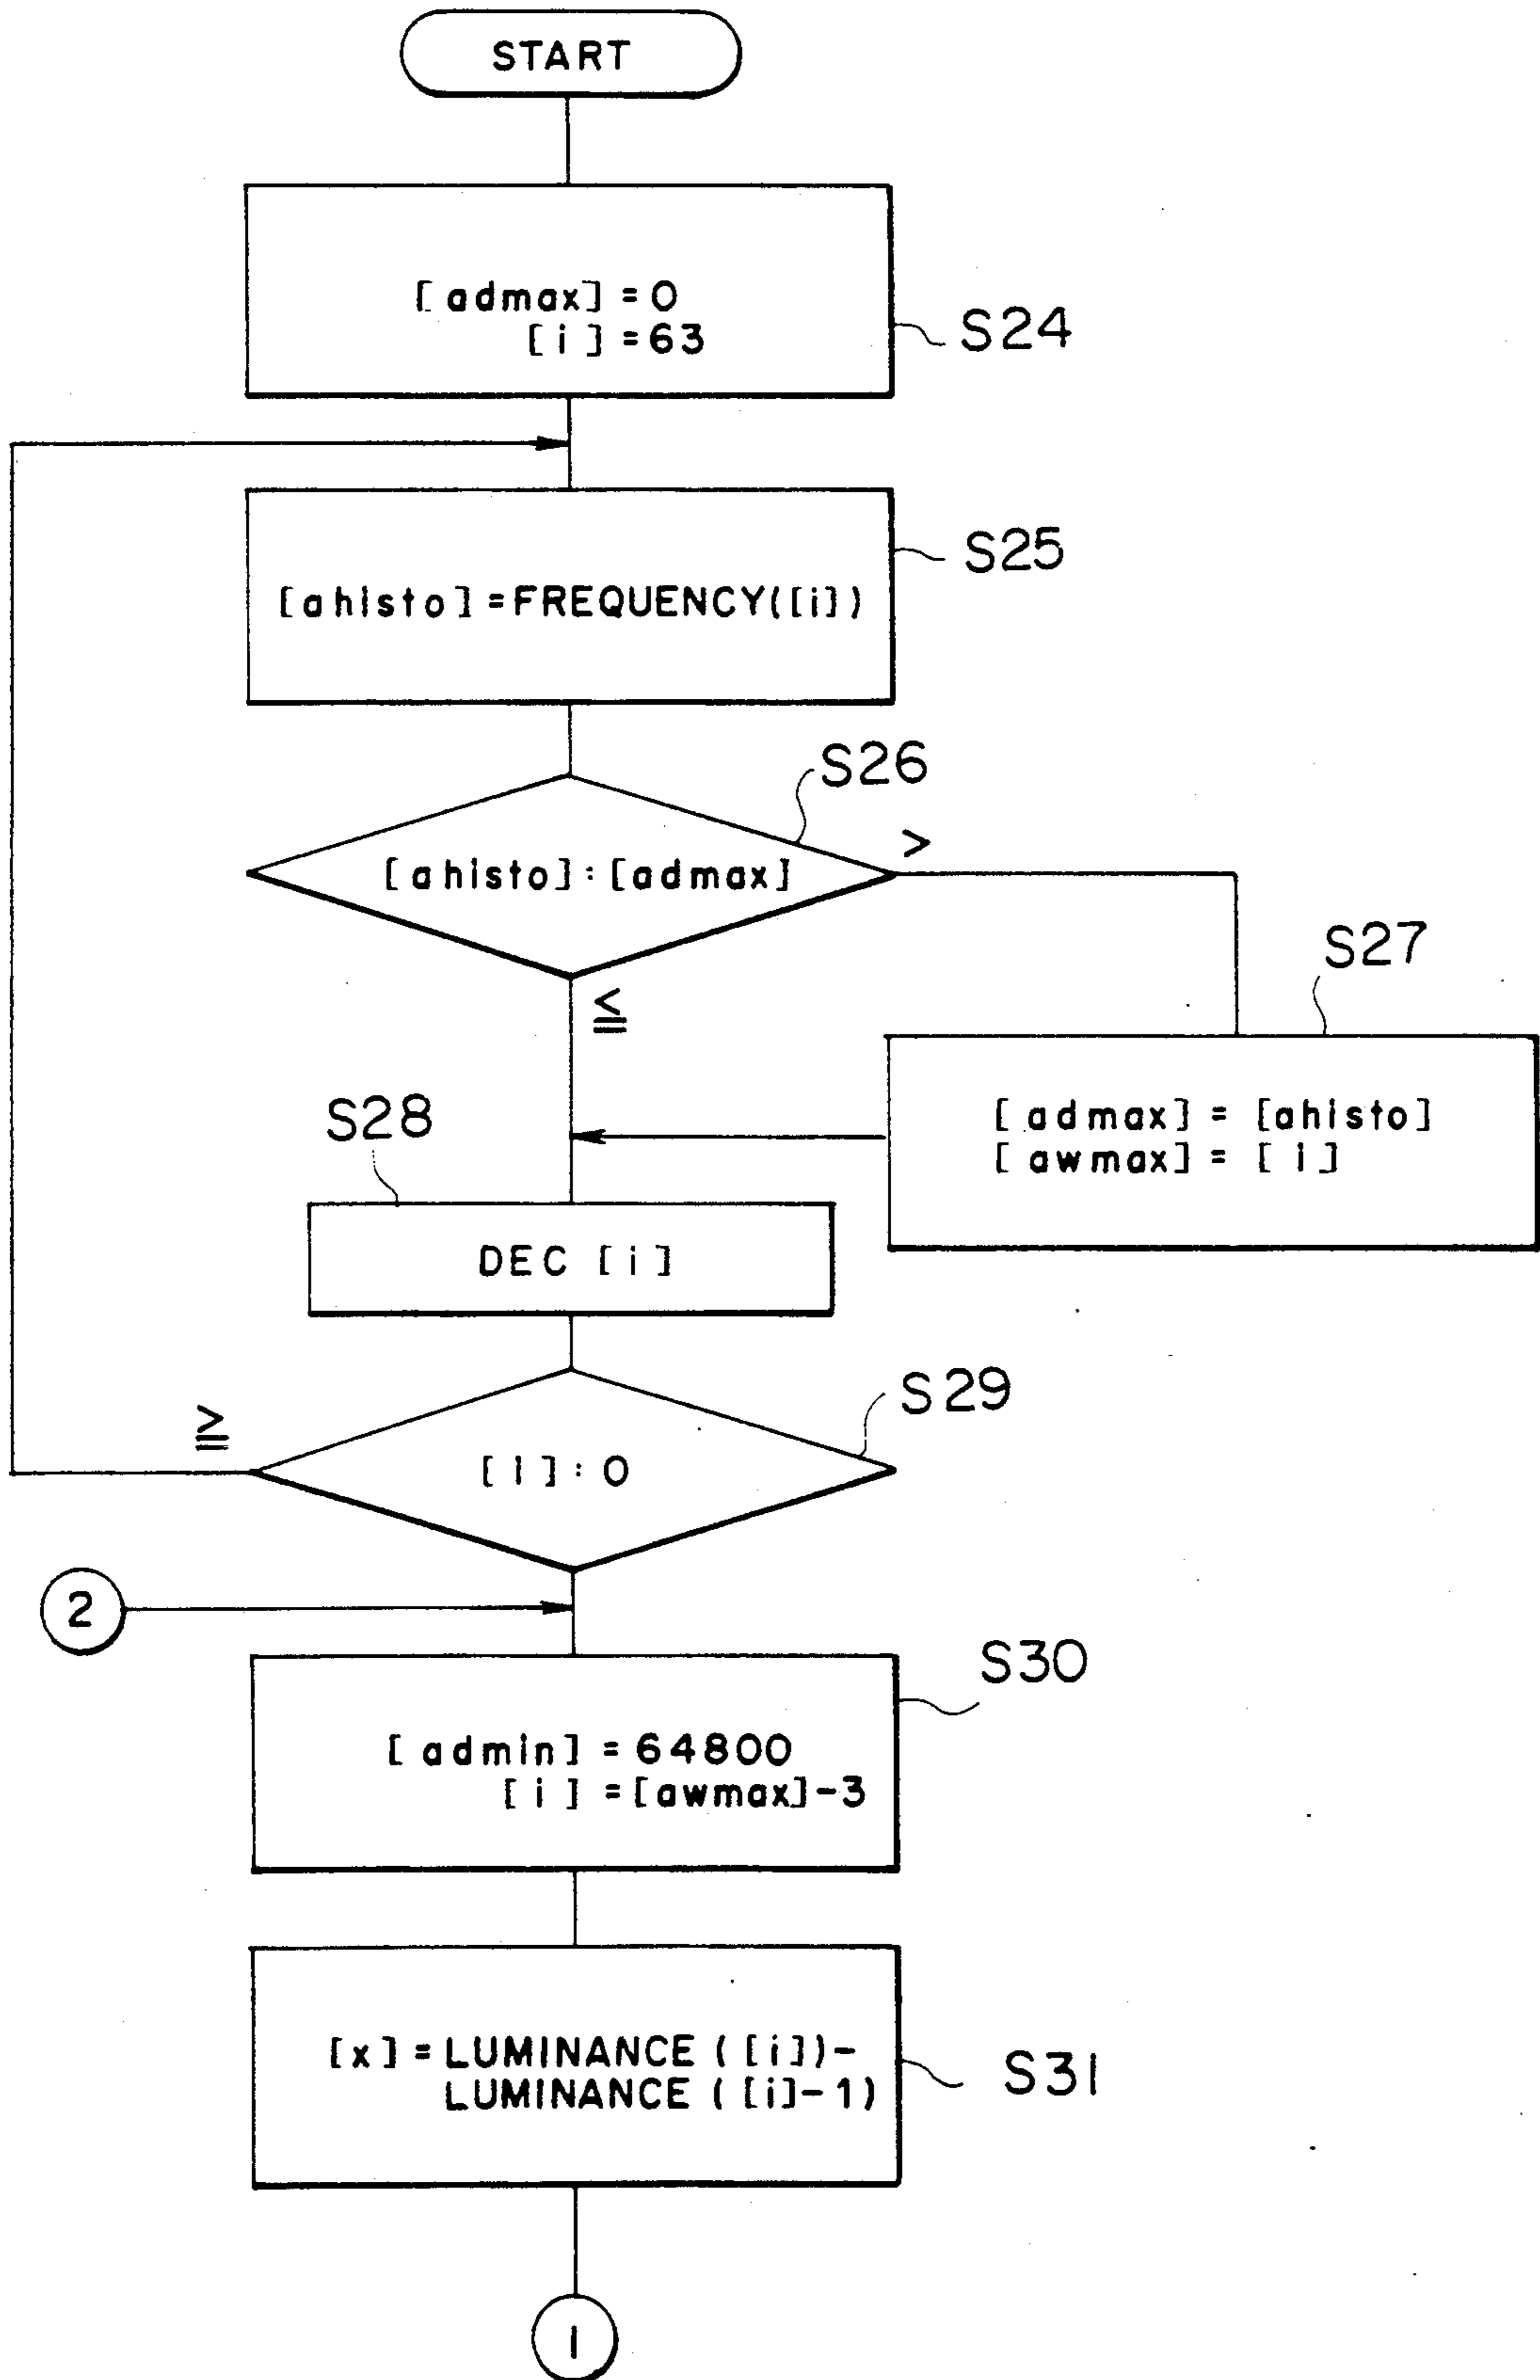 START
[admax]=0
[i]=63
S24
S25
[ahisto]=FREQUENCY([i])
S26
>
[ahisto]:[admax]
S27
≦
[admax]=[ahisto]
[awmax]=[i]
S28
DEC [i]
S29
≧
[i]:0
2
S30
[admin]=64800
[i]=[awmax]-3
[x]=LUMINANCE([i])-
LUMINANCE([i]-1)
S31
1